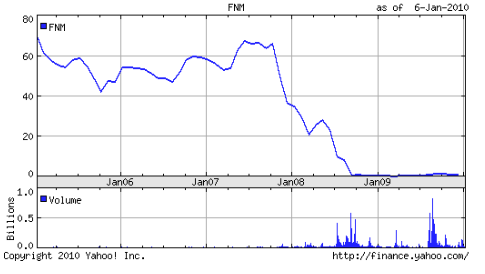 FNM as of 6-Jan-2010
80
FNM
60
40
20
0
Jan06 Jan07 Jan08 Jan09
1.0
Volume
0.5
0.0
Billions
Copyright 2010 Yahoo! Inc. http://finance.yahoo.com/